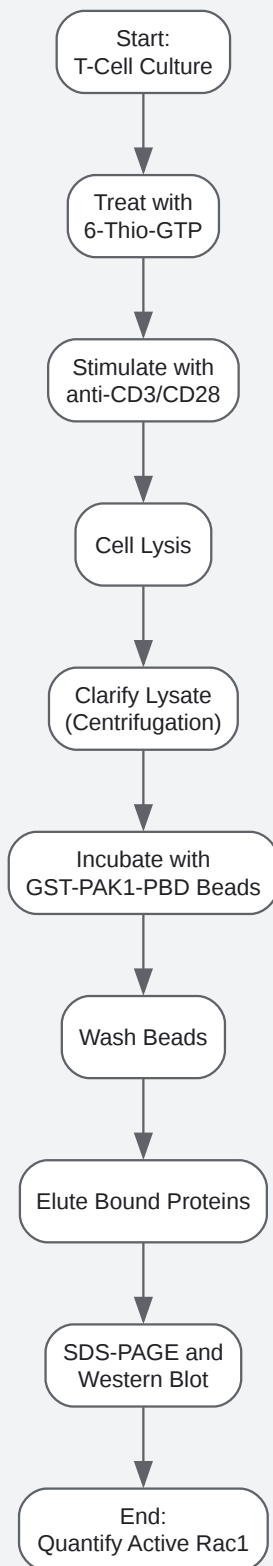 Start:
T-Cell Culture
Treat with
6-Thio-GTP
Stimulate with
anti-CD3/CD28
Cell Lysis
Clarify Lysate
(Centrifugation)
Incubate with
GST-PAK1-PBD Beads
Wash Beads
Elute Bound Proteins
SDS-PAGE and
Western Blot
End:
Quantify Active Rac1